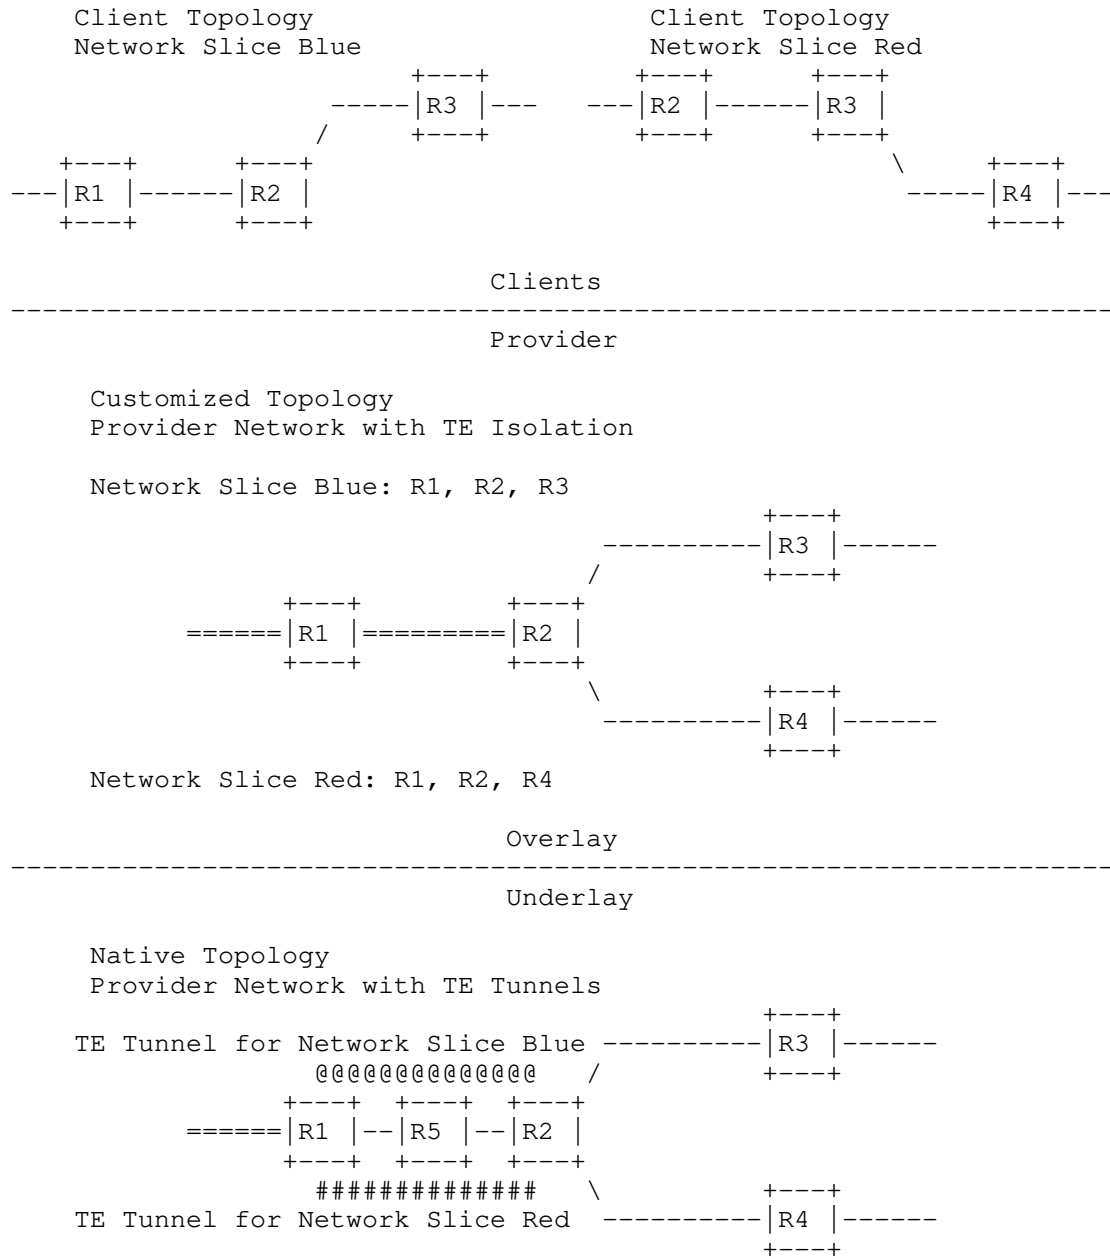 Client Topology Client Topology
Network Slice Blue Network Slice Red
+---+ +---+ +---+
-----|R3 |--- ---|R2 |------|R3 |
/ +---+ +---+ +---+
+---+ +---+ \ +---+
---|R1 |------|R2 | -----|R4 |---
+---+ +---+ +---+
Clients
---------------------------------------------------------------------
Provider
Customized Topology
Provider Network with TE Isolation
Network Slice Blue: R1, R2, R3
+---+
----------|R3 |------
/ +---+
+---+ +---+
======|R1 |=========|R2 |
+---+ +---+
\ +---+
----------|R4 |------
+---+
Network Slice Red: R1, R2, R4
Overlay
---------------------------------------------------------------------
Underlay
Native Topology
Provider Network with TE Tunnels
+---+
TE Tunnel for Network Slice Blue ----------|R3 |------
@@@@@@@@@@@@@@ / +---+
+---+ +---+ +---+
======|R1 |--|R5 |--|R2 |
+---+ +---+ +---+
############## \ +---+
TE Tunnel for Network Slice Red ----------|R4 |------
+---+